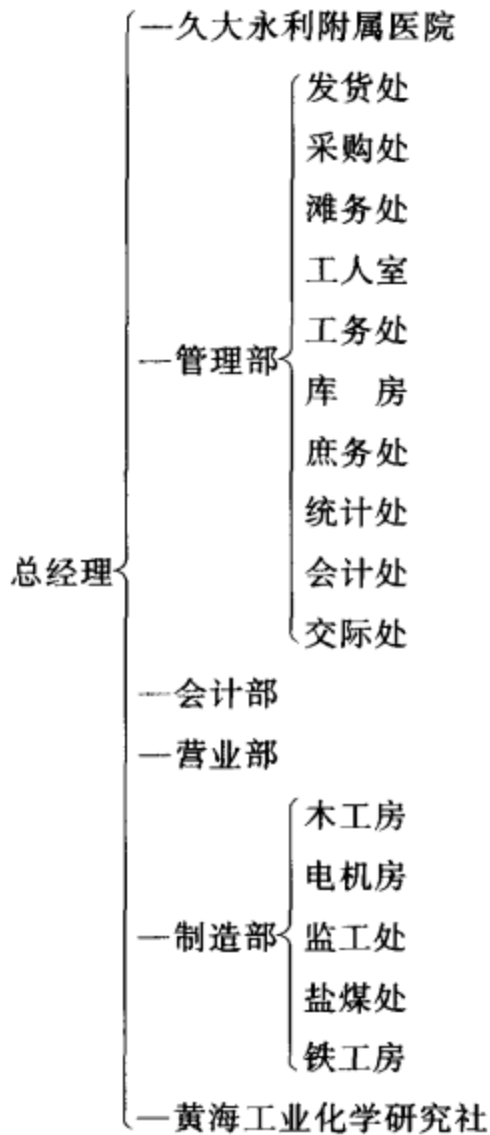 久大永利附属医院
发货处
采购处
滩务处
工人室
工务处
管理部
库　房
庶务处
统计处
会计处
总经理
交际处
会计部
营业部
木工房
电机房
制造部
监工处
盐煤处
铁工房
黄海工业化学研究社